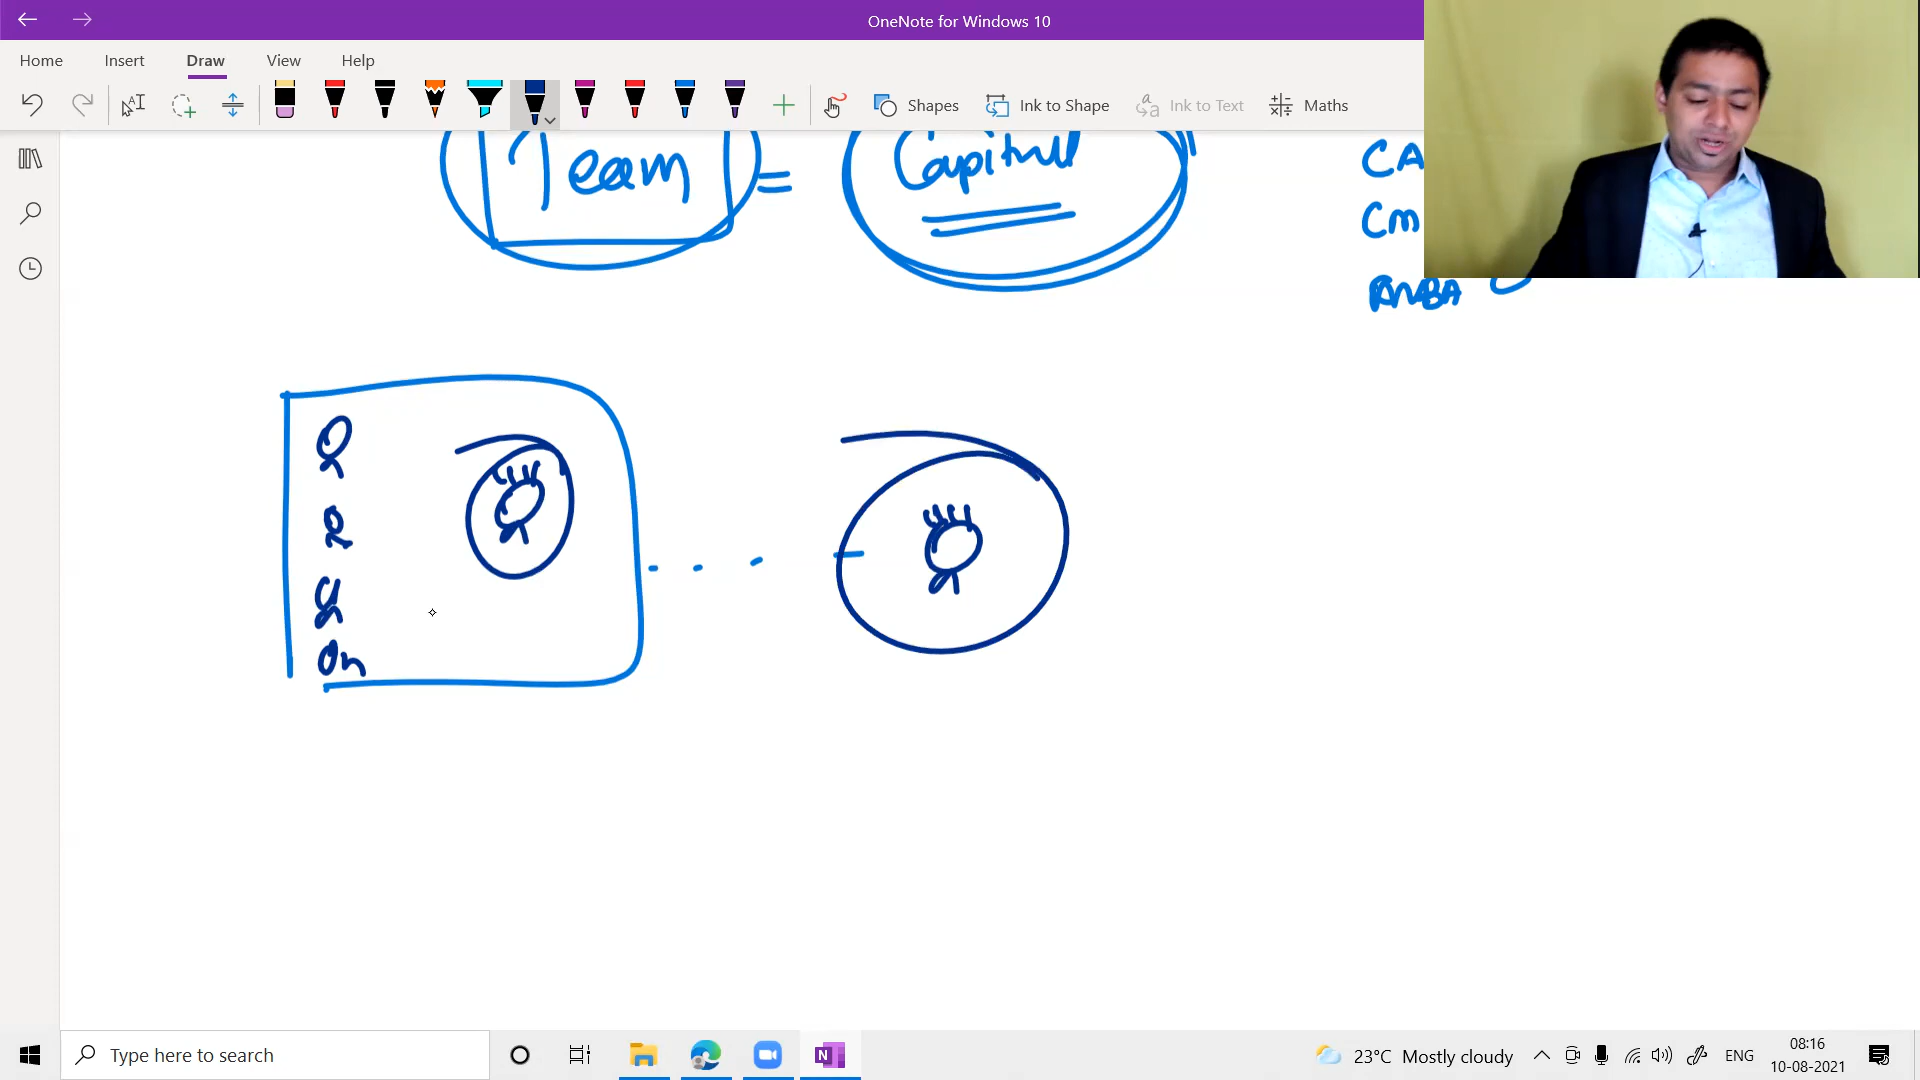 OneNote for Windows 10
Home Insert Draw View Help
Shapes Ink to Shape Ink to Text Maths
Team = Capital
CA
CM
Type here to search
N
23°C Mostly cloudy
ENG
08:16
10-08-2021